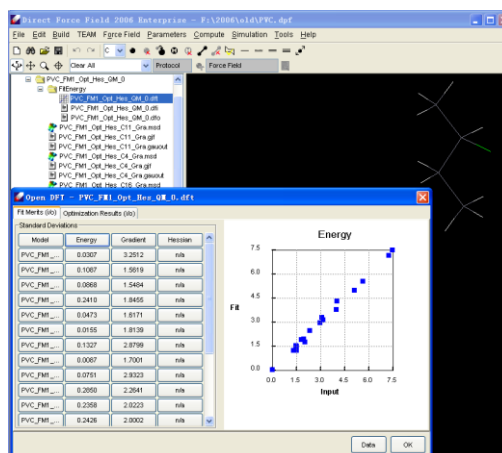 Direct Force Field 2006 Enterprise - F:\2006\old\PVC.dpf
File Edit Build TEAM Force Field Parameters Compute Simulation Tools Help
C
Clear All Protocol Force Field
PVC_FM1_Opt_Hes_QM_0
FitEnergy
PVC_FM1_Opt_Hes_QM_0.dft
PVC_FM1_Opt_Hes_QM_0.dfi
PVC_FM1_Opt_Hes_QM_0.dfo
PVC_FM1_Opt_Hes_C11_Gra.msd
PVC_FM1_Opt_Hes_C11_Gra.gjf
PVC_FM1_Opt_Hes_C11_Gra.gauout
PVC_FM1_Opt_Hes_C4_Gra.msd
PVC_FM1_Opt_Hes_C4_Gra.gjf
PVC_FM1_Opt_Hes_C4_Gra.gauout
PVC_FM1_Opt_Hes_C16_Gra.msd
Open DFT - PVC_FM1_Opt_Hes_QM_0.dft
Fit Merits (i/o) Optimization Results (i/o)
Standard Deviations
Model Energy Gradient Hessian
PVC_FM1_... 0.0307 3.2512 n/a
PVC_FM1_... 0.1067 1.5619 n/a
PVC_FM1_... 0.0868 1.5484 n/a
PVC_FM1_... 0.2410 1.8455 n/a
PVC_FM1_... 0.0473 1.6171 n/a
PVC_FM1_... 0.0155 1.8139 n/a
PVC_FM1_... 0.1327 2.8799 n/a
PVC_FM1_... 0.0087 1.7001 n/a
PVC_FM1_... 0.0751 2.9323 n/a
PVC_FM1_... 0.2850 2.2641 n/a
PVC_FM1_... 0.2358 2.0223 n/a
PVC_FM1_... 0.2426 2.0002 n/a
Energy
7.5
6.0
4.5
Fit
3.0
1.5
0.0
0.0 1.5 3.0 4.5 6.0 7.5
Input
Data OK